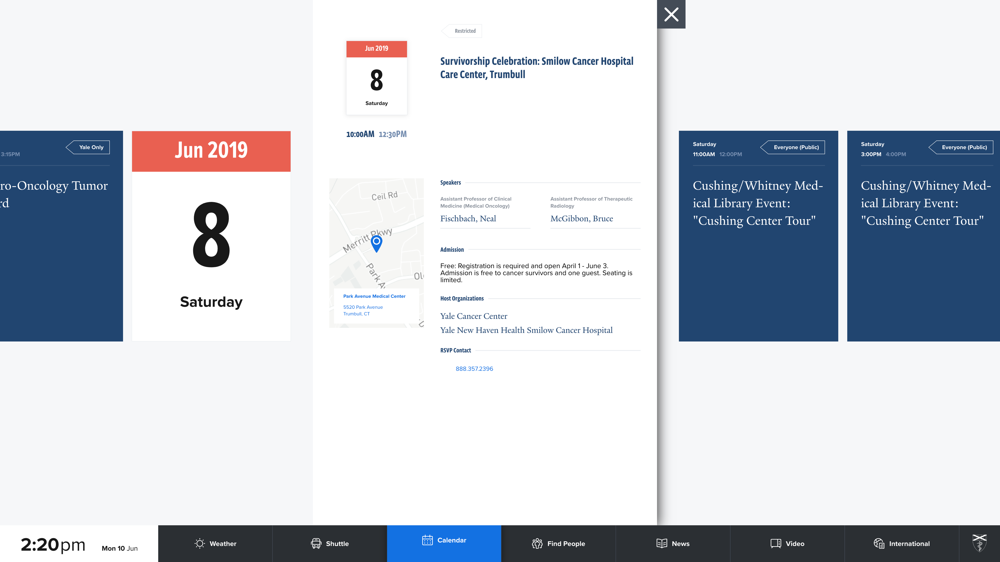 3:15PM
Yale Only
ro-Oncology Tumor
rd
Jun 2019
8
Saturday
Restricted
Jun 2019
8
Saturday
10:00AM 12:30PM
Survivorship Celebration: Smilow Cancer Hospital
Care Center, Trumbull
Ceil Rd
Merritt Pkwy
Park Av
Ol
D
Park Avenue Medical Center
5520 Park Avenue
Trumbull, CT
Speakers
Assistant Professor of Clinical
Medicine (Medical Oncology)
Fischbach, Neal
Assistant Professor of Therapeutic
Radiology
McGibbon, Bruce
Admission
Free: Registration is required and open April 1 - June 3.
Admission is free to cancer survivors and one guest. Seating is
limited.
Host Organizations
Yale Cancer Center
Yale New Haven Health Smilow Cancer Hospital
RSVP Contact
888.357.2396
Saturday
11:00AM 12:00PM
Everyone (Public)
Cushing/Whitney Med-
ical Library Event:
"Cushing Center Tour"
Saturday
3:00PM 4:00PM
Everyone (Public)
Cushing/Whitney Med-
ical Library Event:
"Cushing Center Tour"
2:20pm
Mon 10 Jun
Weather
Shuttle
Calendar
Find People
News
Video
International